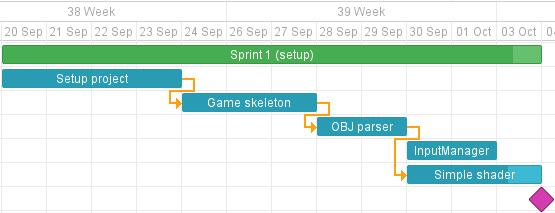 38 Week 39 Week
20 Sep 21 Sep 22 Sep 23 Sep 24 Sep 25 Sep 26 Sep 27 Sep 28 Sep 29 Sep 30 Sep 01 Oct 03 Oct
Sprint 1 (setup)
Setup project
Game skeleton
OBJ parser
InputManager
Simple shader